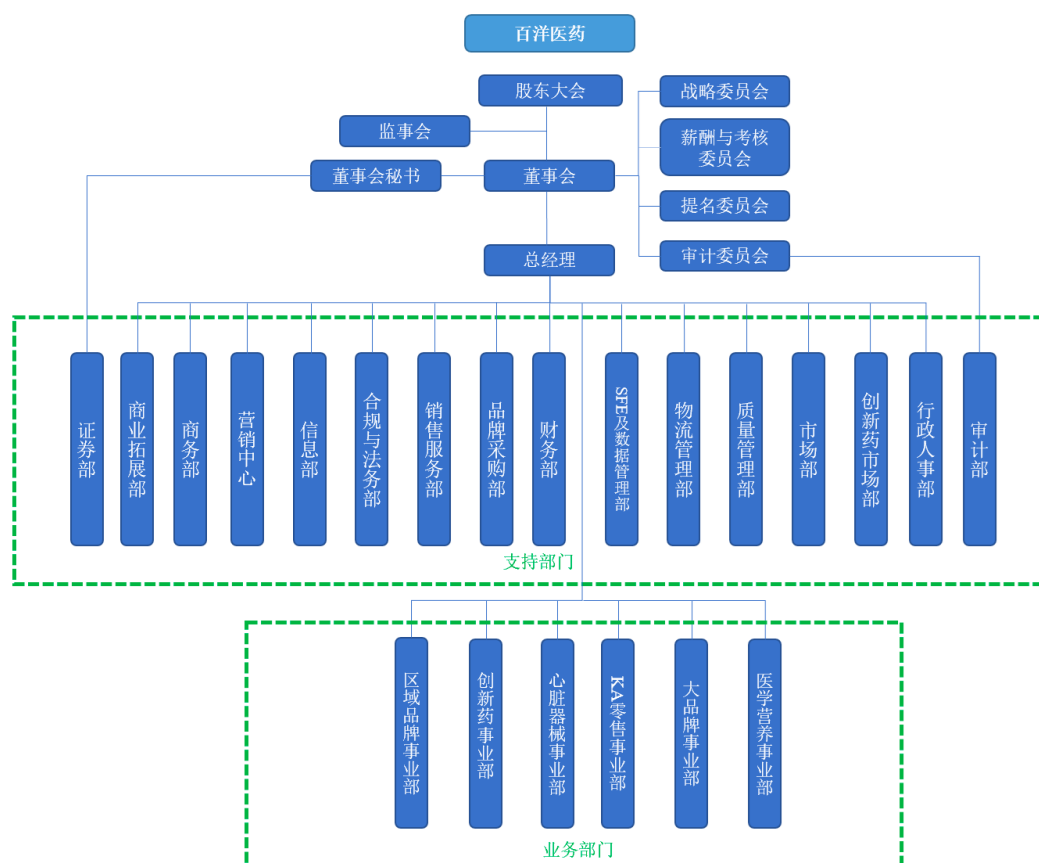 百洋医药
股东大会
战略委员会
监事会
薪酬与考核
委员会
董事会秘书
董事会
提名委员会
总经理
审计委员会
证券部
商业拓展部
商务部
营销中心
信息部
合规与法务部
销售服务部
品牌采购部
财务部
SFE及数据管理部
物流管理部
质量管理部
市场部
创新药市场部
行政人事部
审计部
支持部门
区域品牌事业部
创新药事业部
心脏器械事业部
KA零售事业部
大品牌事业部
医学营养事业部
业务部门